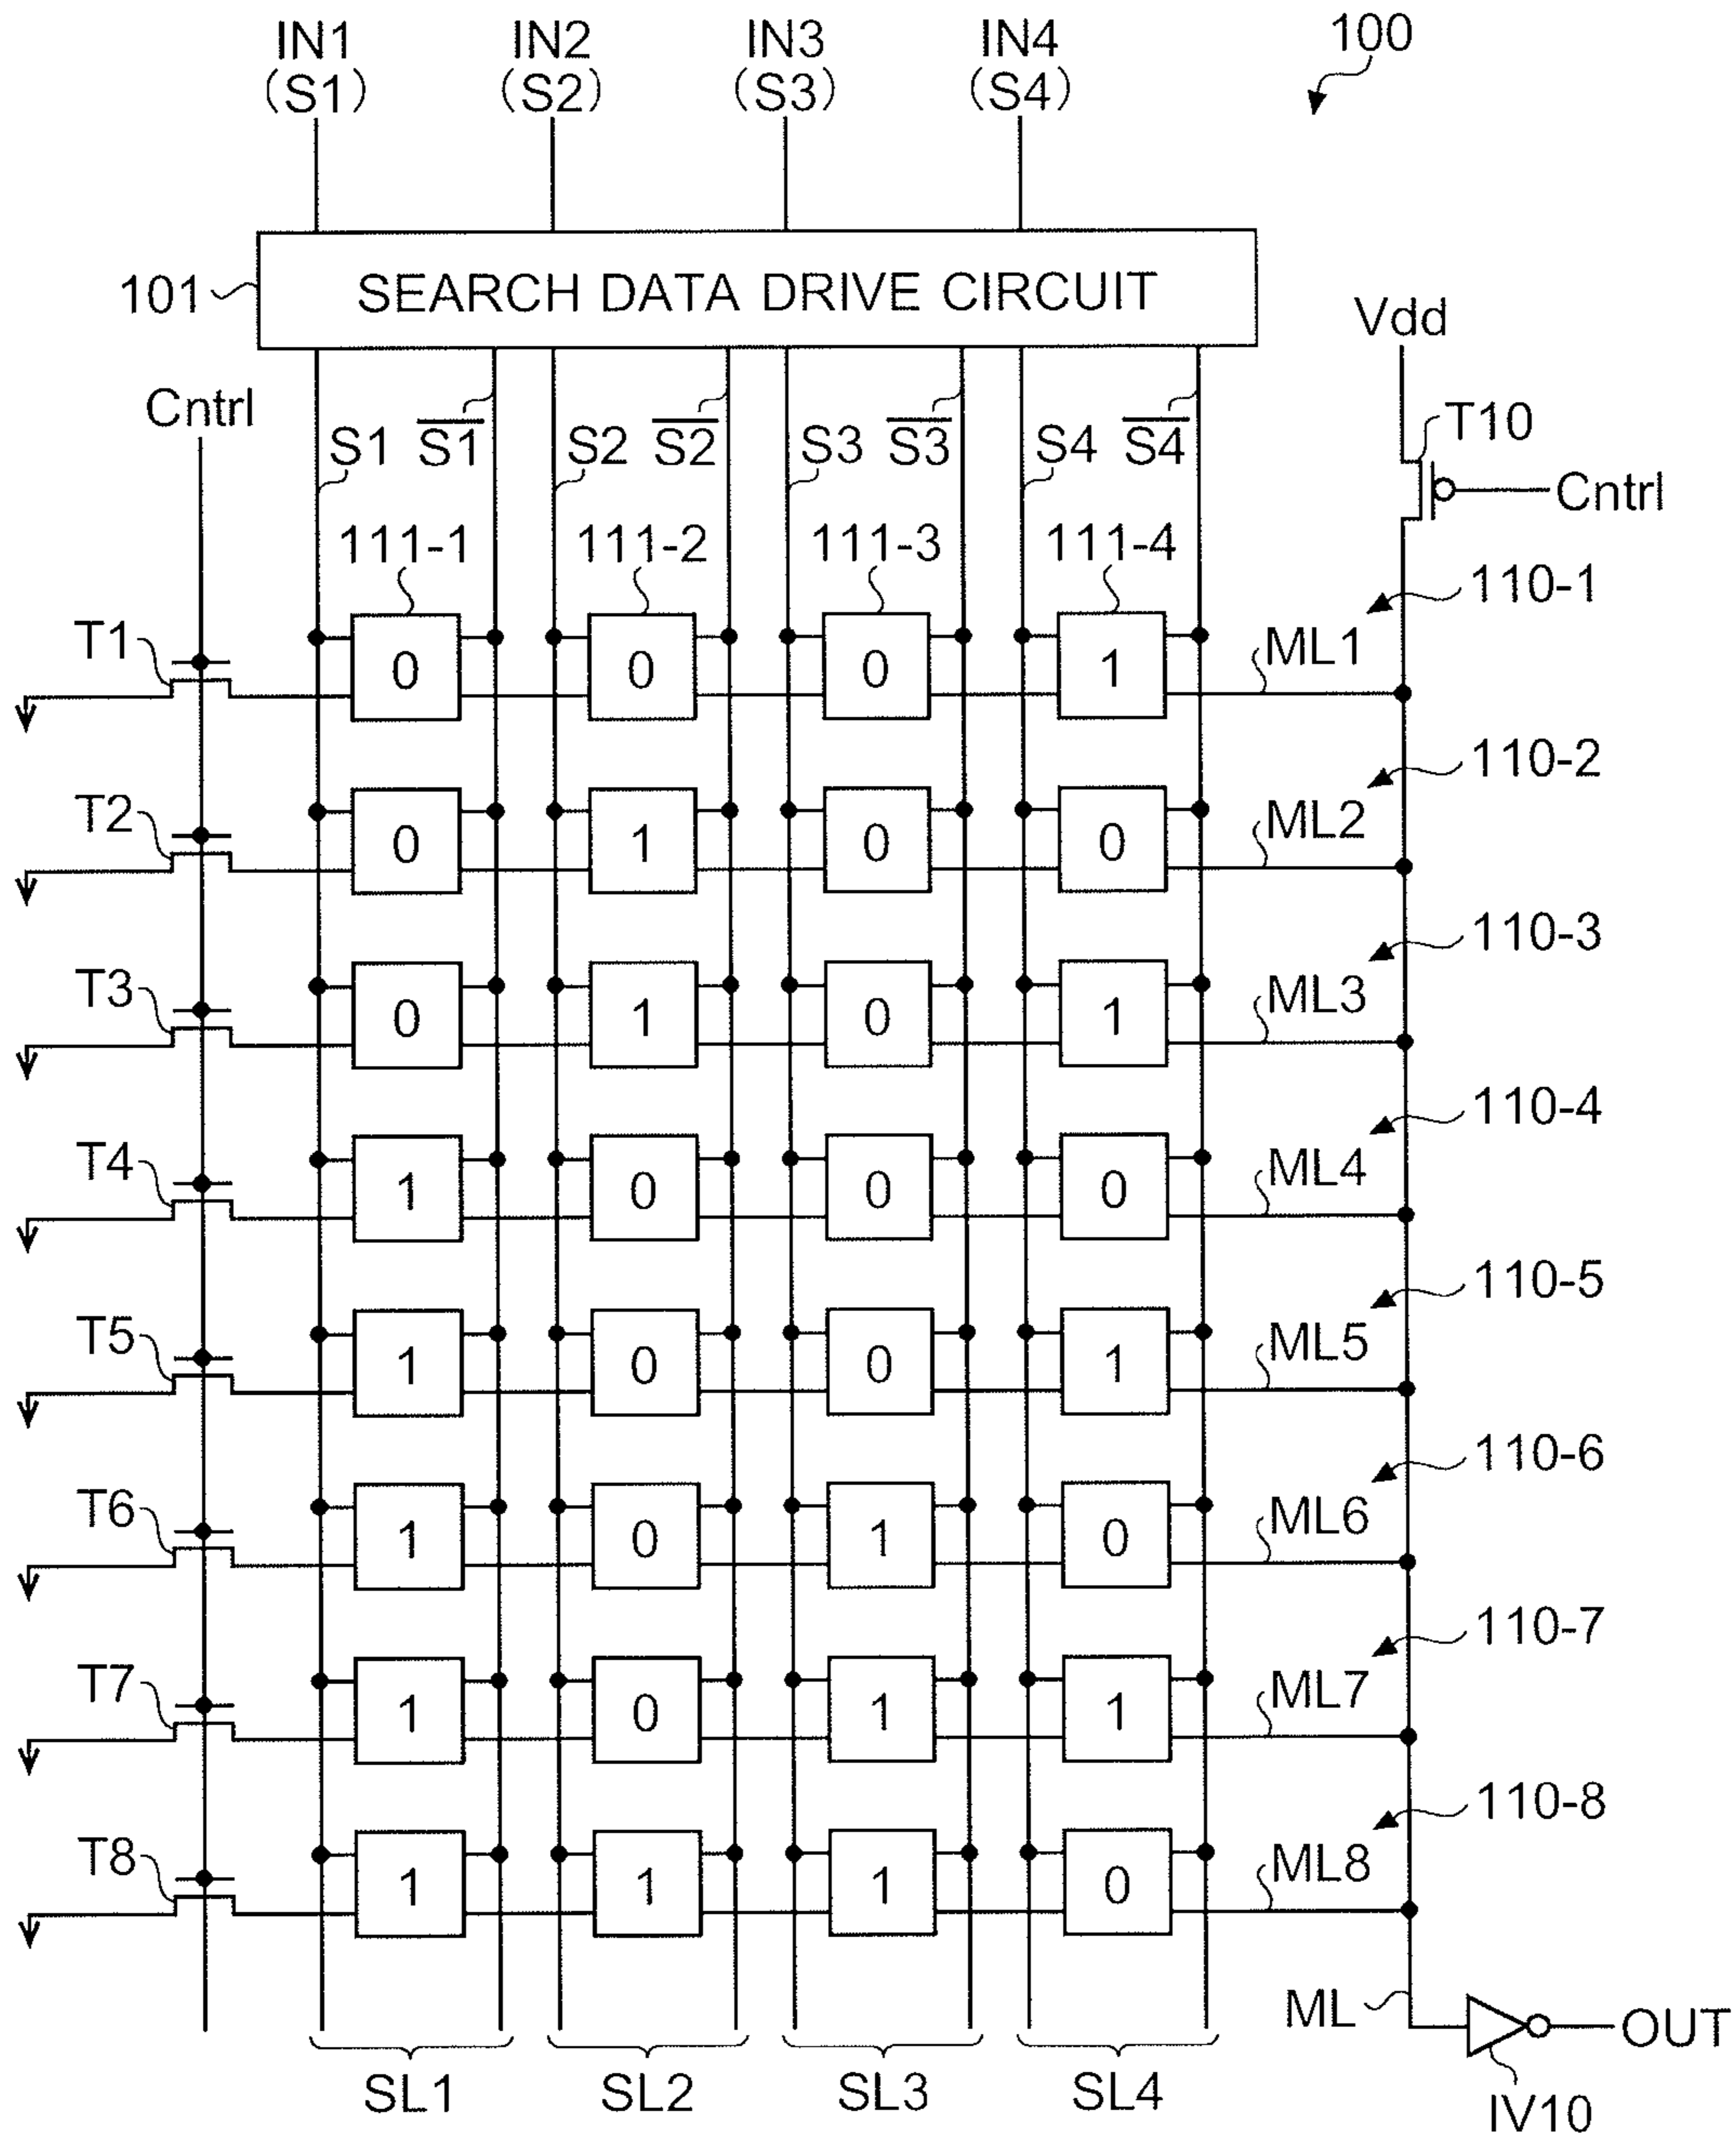 IN1 IN2 IN3 IN4 100
(S1) (S2) (S3) (S4)
101 SEARCH DATA DRIVE CIRCUIT
Vdd
Cntrl
T10
S1 S1 S2 S2 S3 S3 S4 S4
Cntrl
111-1 111-2 111-3 111-4
110-1
T1 0 0 0 1 ML1
110-2
T2 0 1 0 0 ML2
110-3
T3 0 1 0 1 ML3
110-4
T4 1 0 0 0 ML4
110-5
T5 1 0 0 1 ML5
110-6
T6 1 0 1 0 ML6
110-7
T7 1 0 1 1 ML7
110-8
T8 1 1 1 0 ML8
ML
OUT
SL1 SL2 SL3 SL4
IV10